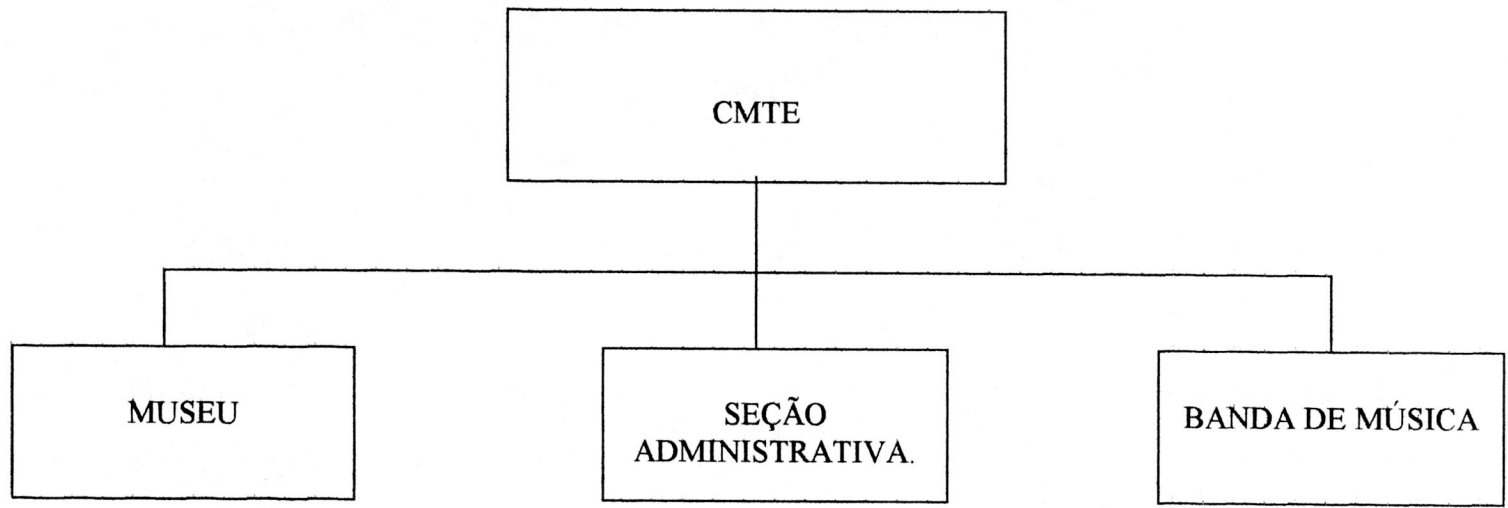 CMTE
MUSEU
SEÇÃO
ADMINISTRATIVA.
BANDA DE MÚSICA